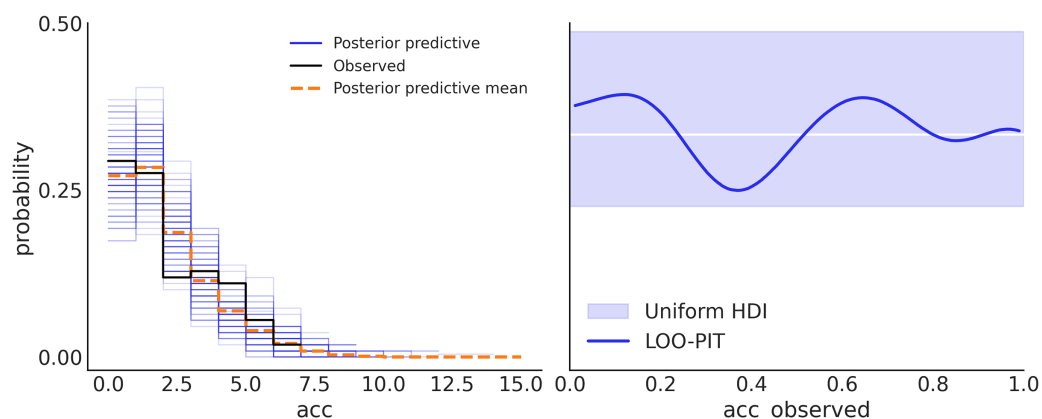 0.50
0.25
0.00
probability
Posterior predictive
Observed
Posterior predictive mean
0.0 2.5 5.0 7.5 10.0 12.5 15.0
acc
Uniform HDI
LOO-PIT
0.0 0.2 0.4 0.6 0.8 1.0
acc observed